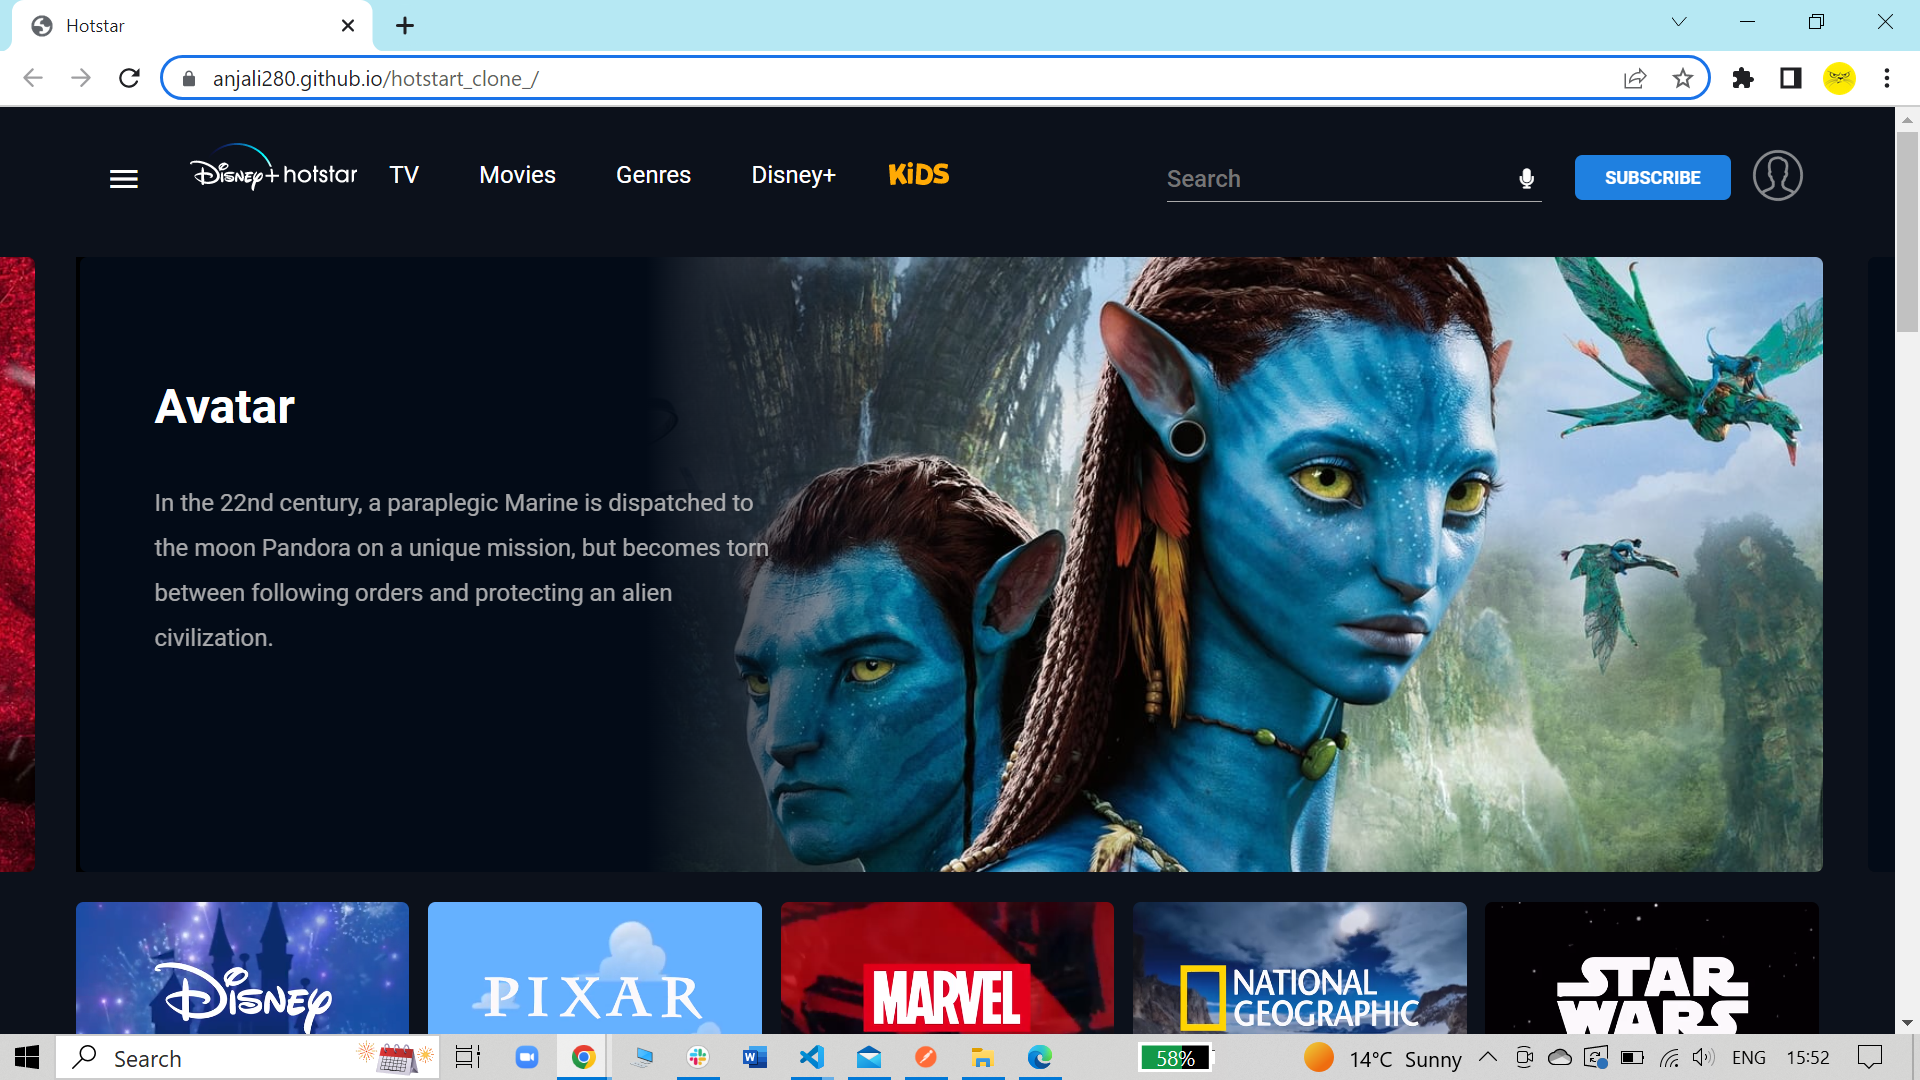 Hotstar
anjali280.github.io/hotstart_clone_/
Disney+ hotstar
TV
Movies
Genres
Disney+
KiDS
Search
SUBSCRIBE
Avatar
In the 22nd century, a paraplegic Marine is dispatched to
the moon Pandora on a unique mission, but becomes torn
between following orders and protecting an alien
civilization.
Disney
PIXAR
MARVEL
NATIONAL
GEOGRAPHIC
STAR
WARS
Search
58%
14°C Sunny
ENG
15:52